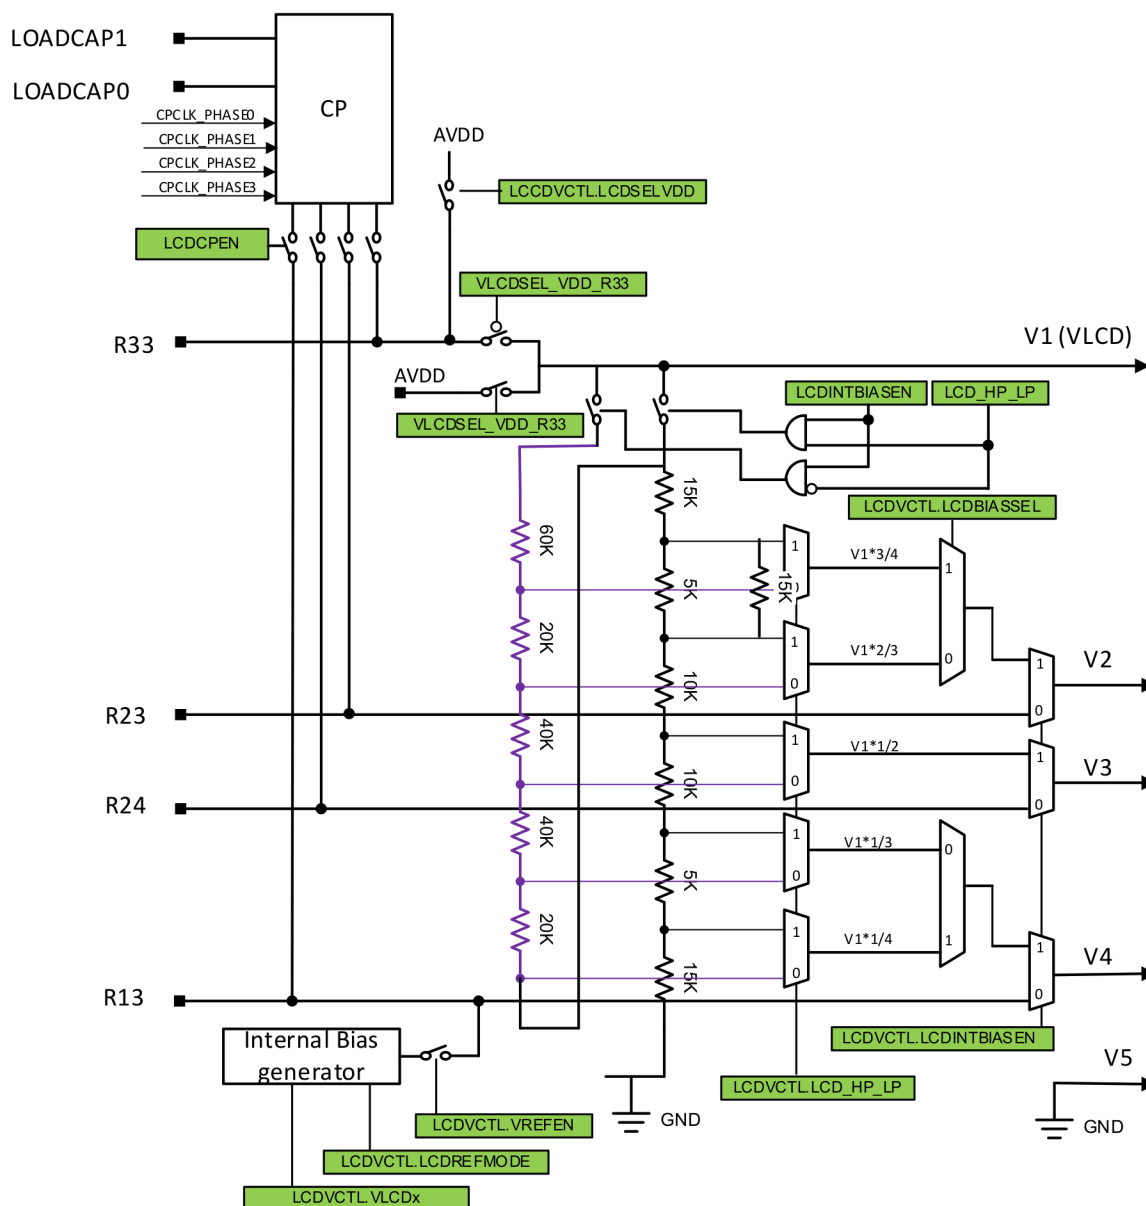 LOADCAP1
LOADCAP0
CP
CPCLK_PHASE0
CPCLK_PHASE1
CPCLK_PHASE2
CPCLK_PHASE3
AVDD
LCCDVCTL.LCDSELVDD
LCDCPEN
VLCDSEL_VDD_R33
R33
V1 (VLCD)
AVDD
VLCDSEL_VDD_R33
LCDINTBIASEN
LCD_HP_LP
15K
LCDVCTL.LCDBIASSEL
60K
1
V1*3/4
1
5K
15K
20K
1
V1*2/3
0
V2
1
10K
0
R23
0
40K
1
V1*1/2
1
V3
10K
0
0
R24
40K
1
V1*1/3
0
5K
0
20K
1
V1*1/4
1
1
V4
15K
0
0
R13
Internal Bias
generator
LCDVCTL.LCDINTBIASEN
V5
LCDVCTL.LCD_HP_LP
GND
GND
LCDVCTL.VREFEN
LCDVCTL.LCDREFMODE
LCDVCTL.VLCDx